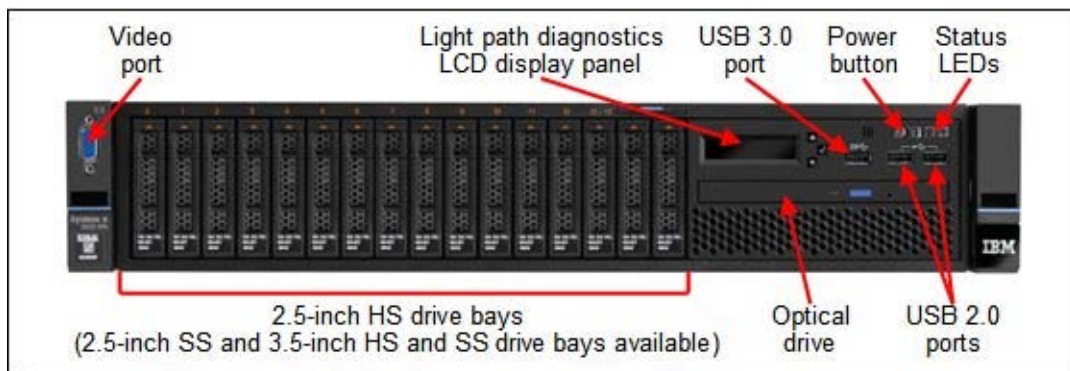 Video
port
Light path diagnostics
LCD display panel
USB 3.0
port
Power
button
Status
LEDs
IBM
2.5-inch HS drive bays
(2.5-inch SS and 3.5-inch HS and SS drive bays available)
Optical
drive
USB 2.0
ports